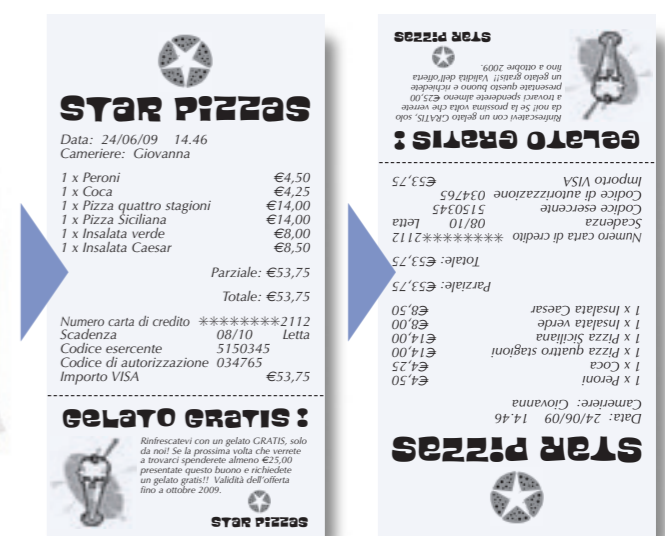 STAR PIZZAS
Data: 24/06/09 14.46
Cameriere: Giovanna
1 x Peroni €4,50
1 x Coca €4,25
1 x Pizza quattro stagioni €14,00
1 x Pizza Siciliana €14,00
1 x Insalata verde €8,00
1 x Insalata Caesar €8,50
Parziale: €53,75
Totale: €53,75
Numero carta di credito ********2112
Scadenza 08/10 Letta
Codice esercente 5150345
Codice di autorizzazione 034765
Importo VISA €53,75
GELATO GRATIS !
Rinfrescatevi con un gelato GRATIS, solo
da noi! Se la prossima volta che verrete
a trovarci spenderete almeno €25,00
presentate questo buono e richiedete
un gelato gratis!! Validità dell'offerta
fino a ottobre 2009.
STAR PIZZAS
STAR PIZZAS
Data: 24/06/09 14.46
Cameriere: Giovanna
1 x Peroni €4,50
1 x Coca €4,25
1 x Pizza quattro stagioni €14,00
1 x Pizza Siciliana €14,00
1 x Insalata verde €8,00
1 x Insalata Caesar €8,50
Parziale: €53,75
Totale: €53,75
Numero carta di credito ********2112
Scadenza 08/10 Letta
Codice esercente 5150345
Codice di autorizzazione 034765
Importo VISA €53,75
GELATO GRATIS !
Rinfrescatevi con un gelato GRATIS, solo
da noi! Se la prossima volta che verrete
a trovarci spenderete almeno €25,00
presentate questo buono e richiedete
un gelato gratis!! Validità dell'offerta
fino a ottobre 2009.
STAR PIZZAS